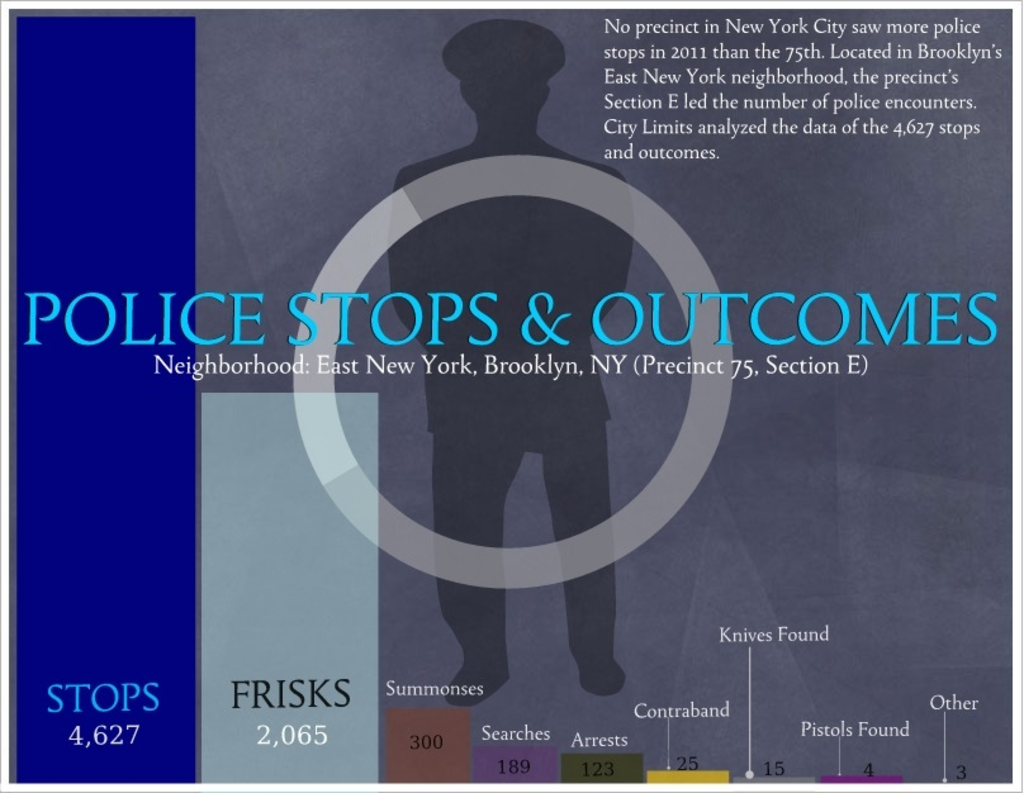 No precinct in New York City saw more police
stops in 2011 than the 75th. Located in Brooklyn's
East New York neighborhood, the precinct's
Section E led the number of police encounters.
City Limits analyzed the data of the 4,627 stops
and outcomes.
POLICE STOPS & OUTCOMES
Neighborhood: East New York, Brooklyn, NY (Precinct 75, Section E)
STOPS
4,627
FRISKS
2,065
Summonses
300
Searches
189
Arrests
123
Contraband
25
Knives Found
15
Pistols Found
4
Other
3